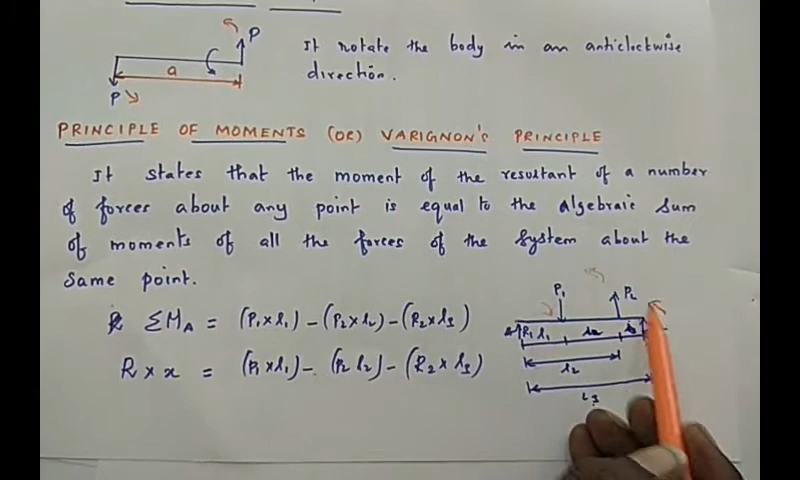 P
It rotate the body in an anticlockwise
a
direction.
P
PRINCIPLE OF MOMENTS (OR) VARIGNON'S PRINCIPLE
It states that the moment of the resultant of a number
of forces about any point is equal to the algebraic sum
of moments of all the forces of the system about the
same point.
P1 P2
ΣMA = (P1×l1) – (P2×l2) – (R2×l3)
A R1 l1
R × x = (P1×l1) – (P2 l2) – (R2 × l3)
l2
L3